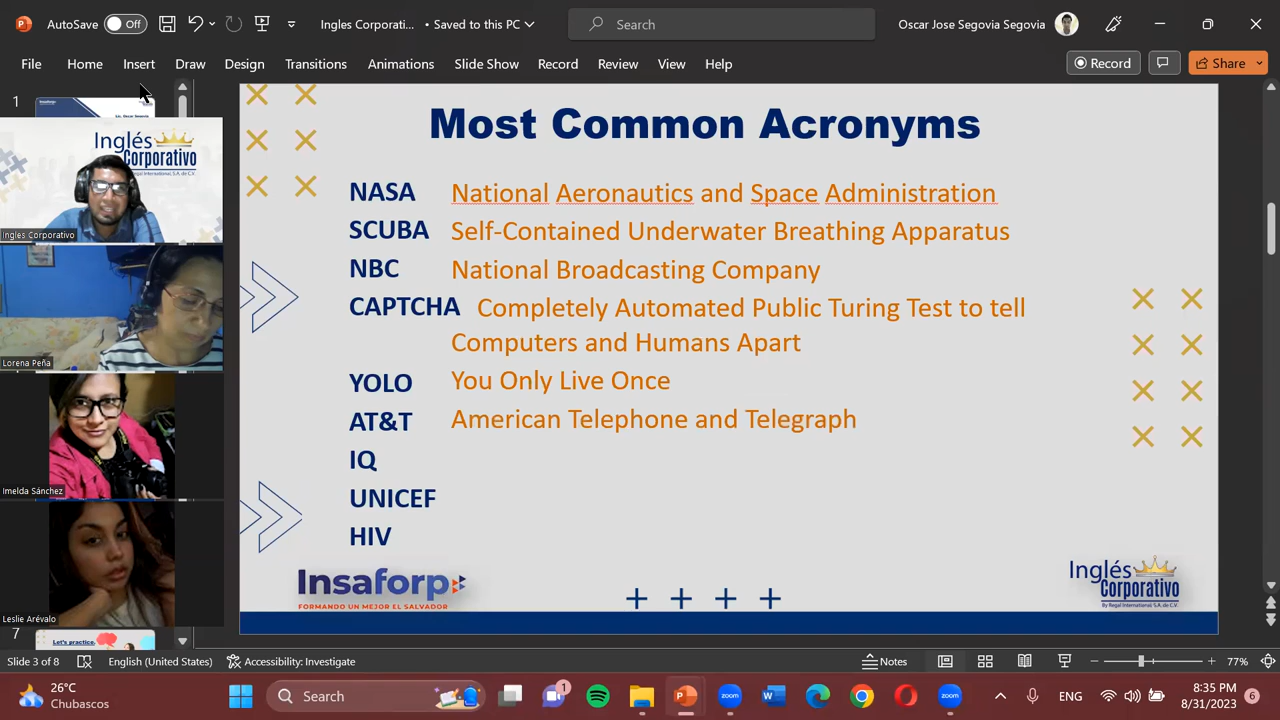 AutoSave Off Ingles Corporati... • Saved to this PC Search Oscar Jose Segovia Segovia
File Home Insert Draw Design Transitions Animations Slide Show Record Review View Help Record Share
1
Inglés
Corporativo
Ingles Corporativo
Lorena Peña
Imelda Sánchez
Leslie Arévalo
7
Let's practice.
Most Common Acronyms
NASA National Aeronautics and Space Administration
SCUBA Self-Contained Underwater Breathing Apparatus
NBC National Broadcasting Company
CAPTCHA Completely Automated Public Turing Test to tell
Computers and Humans Apart
YOLO You Only Live Once
AT&T American Telephone and Telegraph
IQ
UNICEF
HIV
Insaforp
FORMANDO UN MEJOR EL SALVADOR
Inglés
Corporativo
By Regal International, S.A. de C.V.
Slide 3 of 8 English (United States) Accessibility: Investigate Notes 77%
26°C
Chubascos
Search
1
ENG
8:35 PM
8/31/2023
6